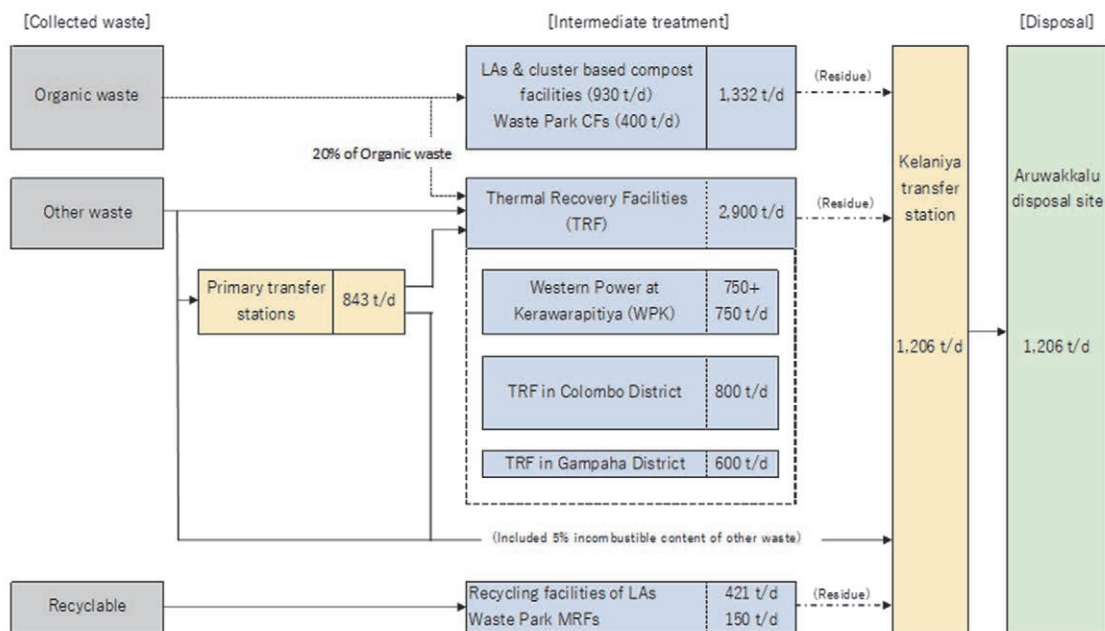 [Collected waste]
[Intermediate treatment]
[Disposal]
Organic waste
LAs & cluster based compost
facilities (930 t/d)
Waste Park CFs (400 t/d)
1,332 t/d
(Residue)
20% of Organic waste
Kelaniya
transfer
station
Aruwakkalu
disposal site
Other waste
Thermal Recovery Facilities
(TRF)
2,900 t/d
(Residue)
Primary transfer
stations
843 t/d
Western Power at
Kerawarapitiya (WPK)
750+
750 t/d
1,206 t/d
1,206 t/d
TRF in Colombo District
800 t/d
TRF in Gampaha District
600 t/d
(Included 5% incombustible content of other waste)
Recyclable
Recycling facilities of LAs
Waste Park MRFs
421 t/d
150 t/d
(Residue)